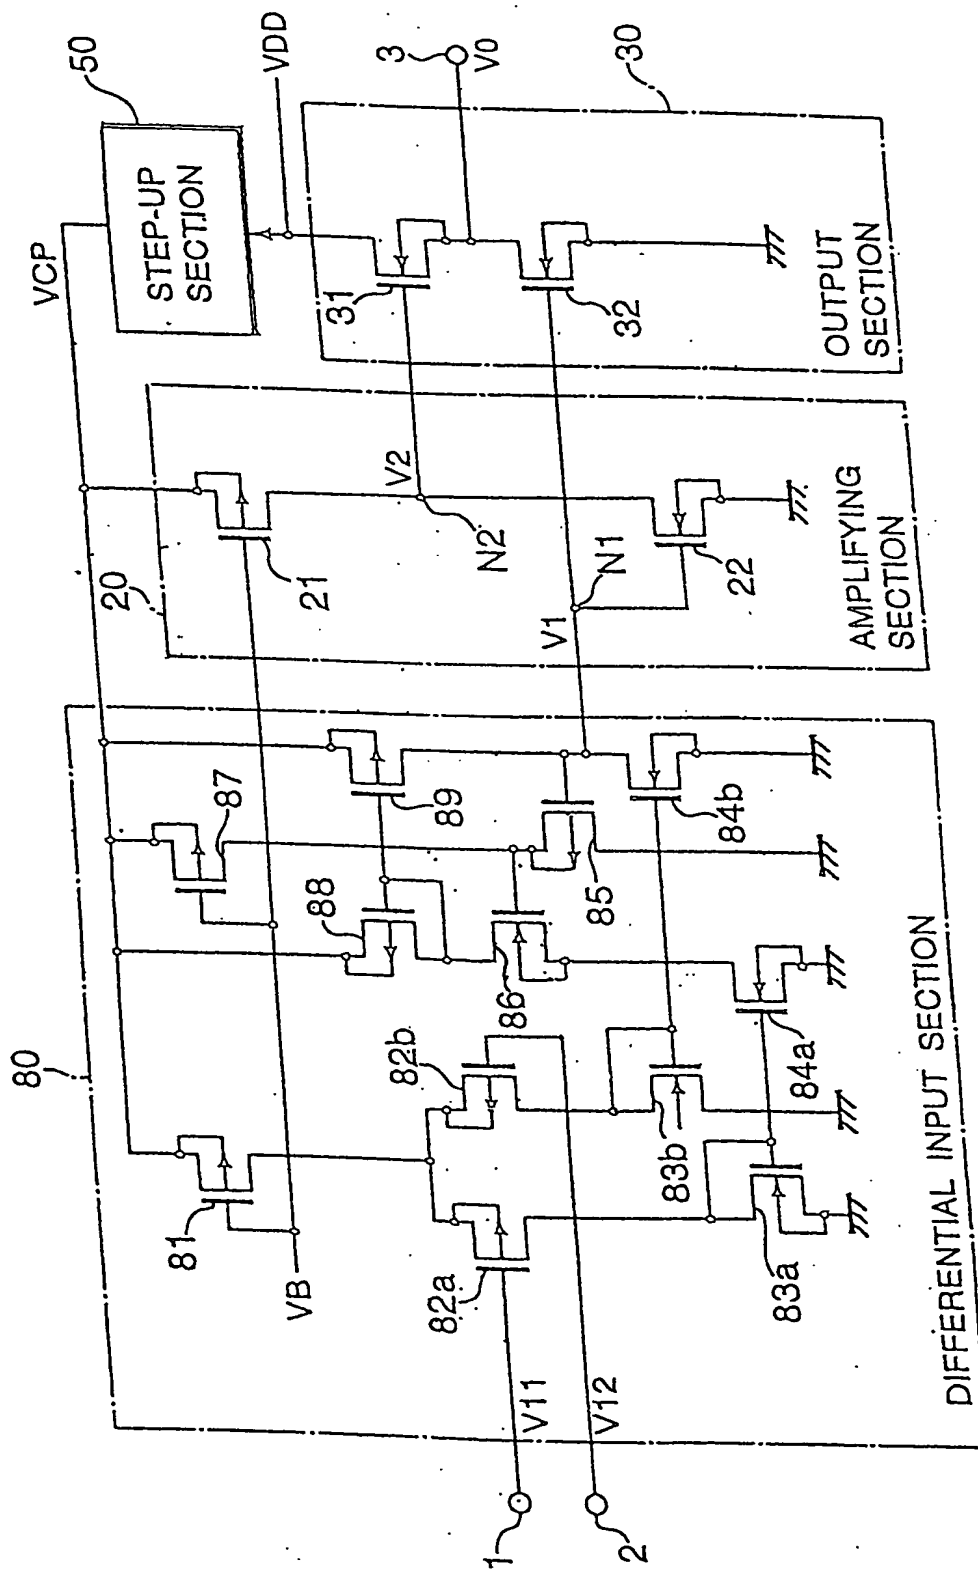 50
VCP
STEP-UP
SECTION
VDD
3
V0
30
31
32
OUTPUT
SECTION
20
21
V2
N2
V1
N1
22
AMPLIFYING
SECTION
80
81
VB
87
88
89
82a
82b
86
85
83b
84b
84a
83a
V11
V12
1
2
DIFFERENTIAL INPUT SECTION